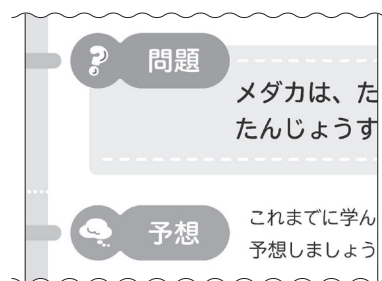 問題
メダカは、た
たんじょうす
予想
これまでに学ん
予想しましょう